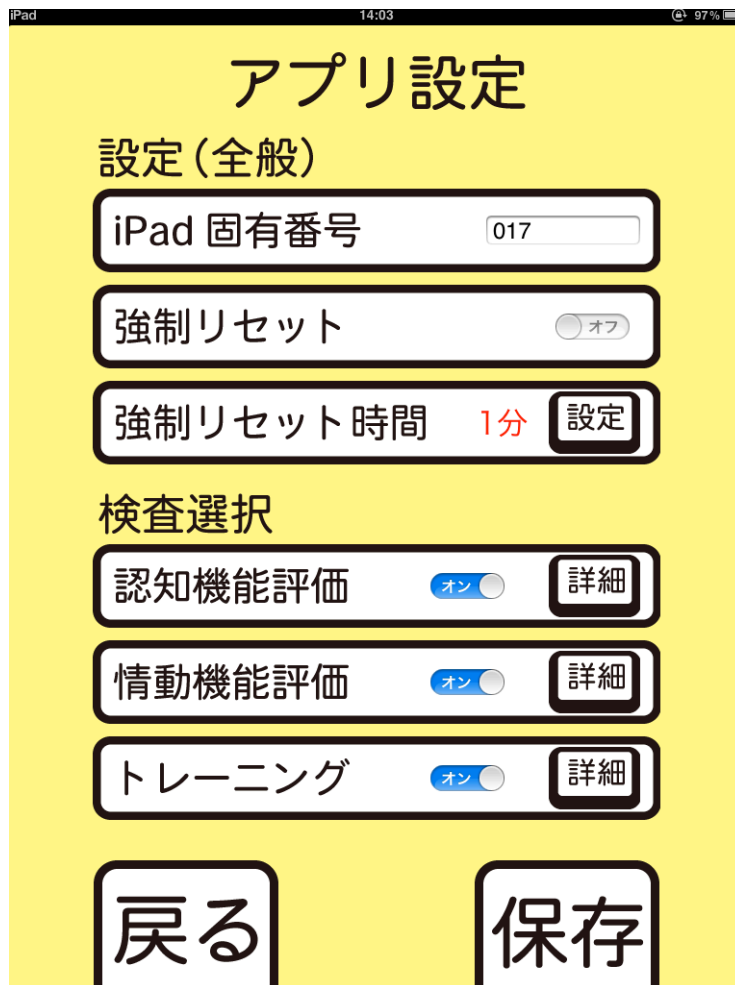 iPad 14:03 97%
アプリ設定
設定(全般)
iPad 固有番号 017
強制リセット オフ
強制リセット時間 1分 設定
検査選択
認知機能評価 オン 詳細
情動機能評価 オン 詳細
トレーニング オン 詳細
戻る 保存